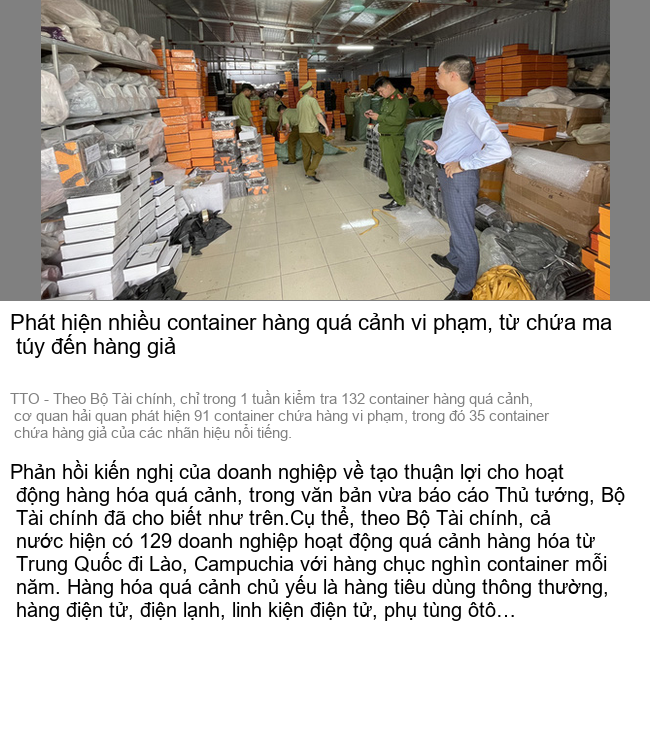 Phát hiện nhiều container hàng quá cảnh vi phạm, từ chứa ma
túy đến hàng giả
TTO - Theo Bộ Tài chính, chỉ trong 1 tuần kiểm tra 132 container hàng quá cảnh,
cơ quan hải quan phát hiện 91 container chứa hàng vi phạm, trong đó 35 container
chứa hàng giả của các nhãn hiệu nổi tiếng.
Phản hồi kiến nghị của doanh nghiệp về tạo thuận lợi cho hoạt
động hàng hóa quá cảnh, trong văn bản vừa báo cáo Thủ tướng, Bộ
Tài chính đã cho biết như trên.Cụ thể, theo Bộ Tài chính, cả
nước hiện có 129 doanh nghiệp hoạt động quá cảnh hàng hóa từ
Trung Quốc đi Lào, Campuchia với hàng chục nghìn container mỗi
năm. Hàng hóa quá cảnh chủ yếu là hàng tiêu dùng thông thường,
hàng điện tử, điện lạnh, linh kiện điện tử, phụ tùng ôtô…